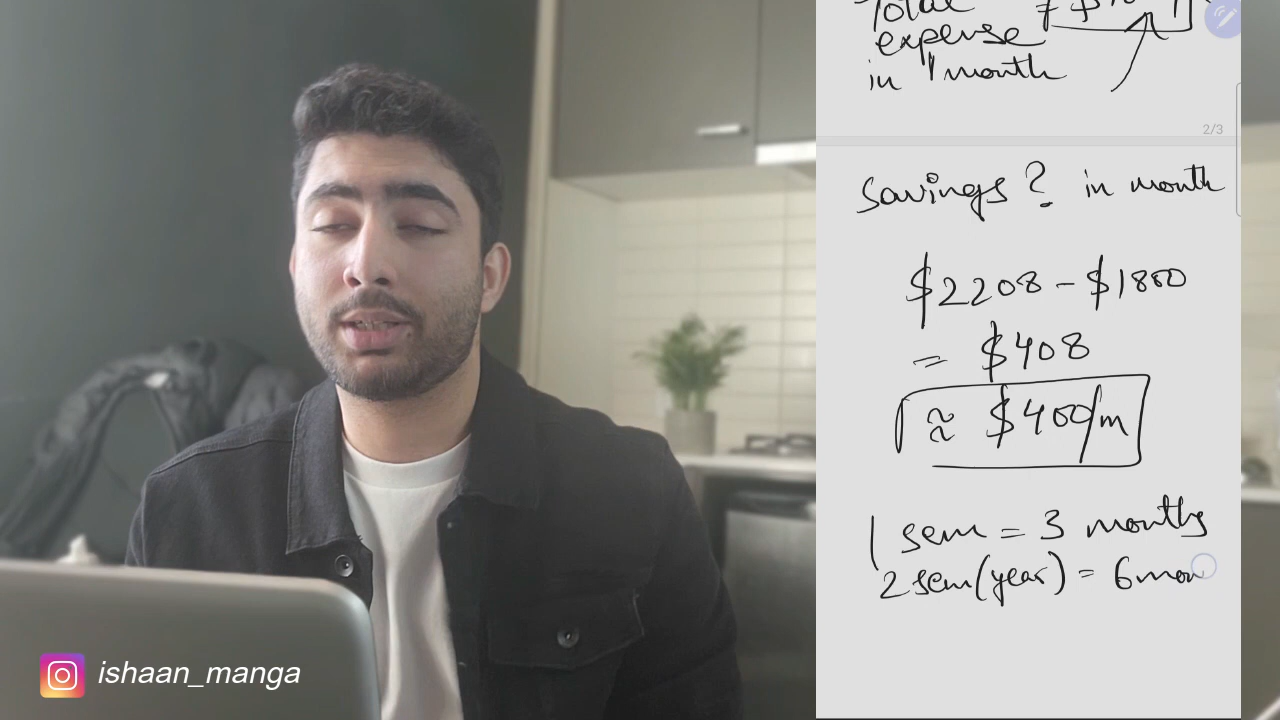 Total
expense
in 1 month
2/3
Savings? in month
$2208 - $1800
= $408
≈ $400/m
1 sem = 3 months
2 sem (year) = 6 mon
ishaan_manga